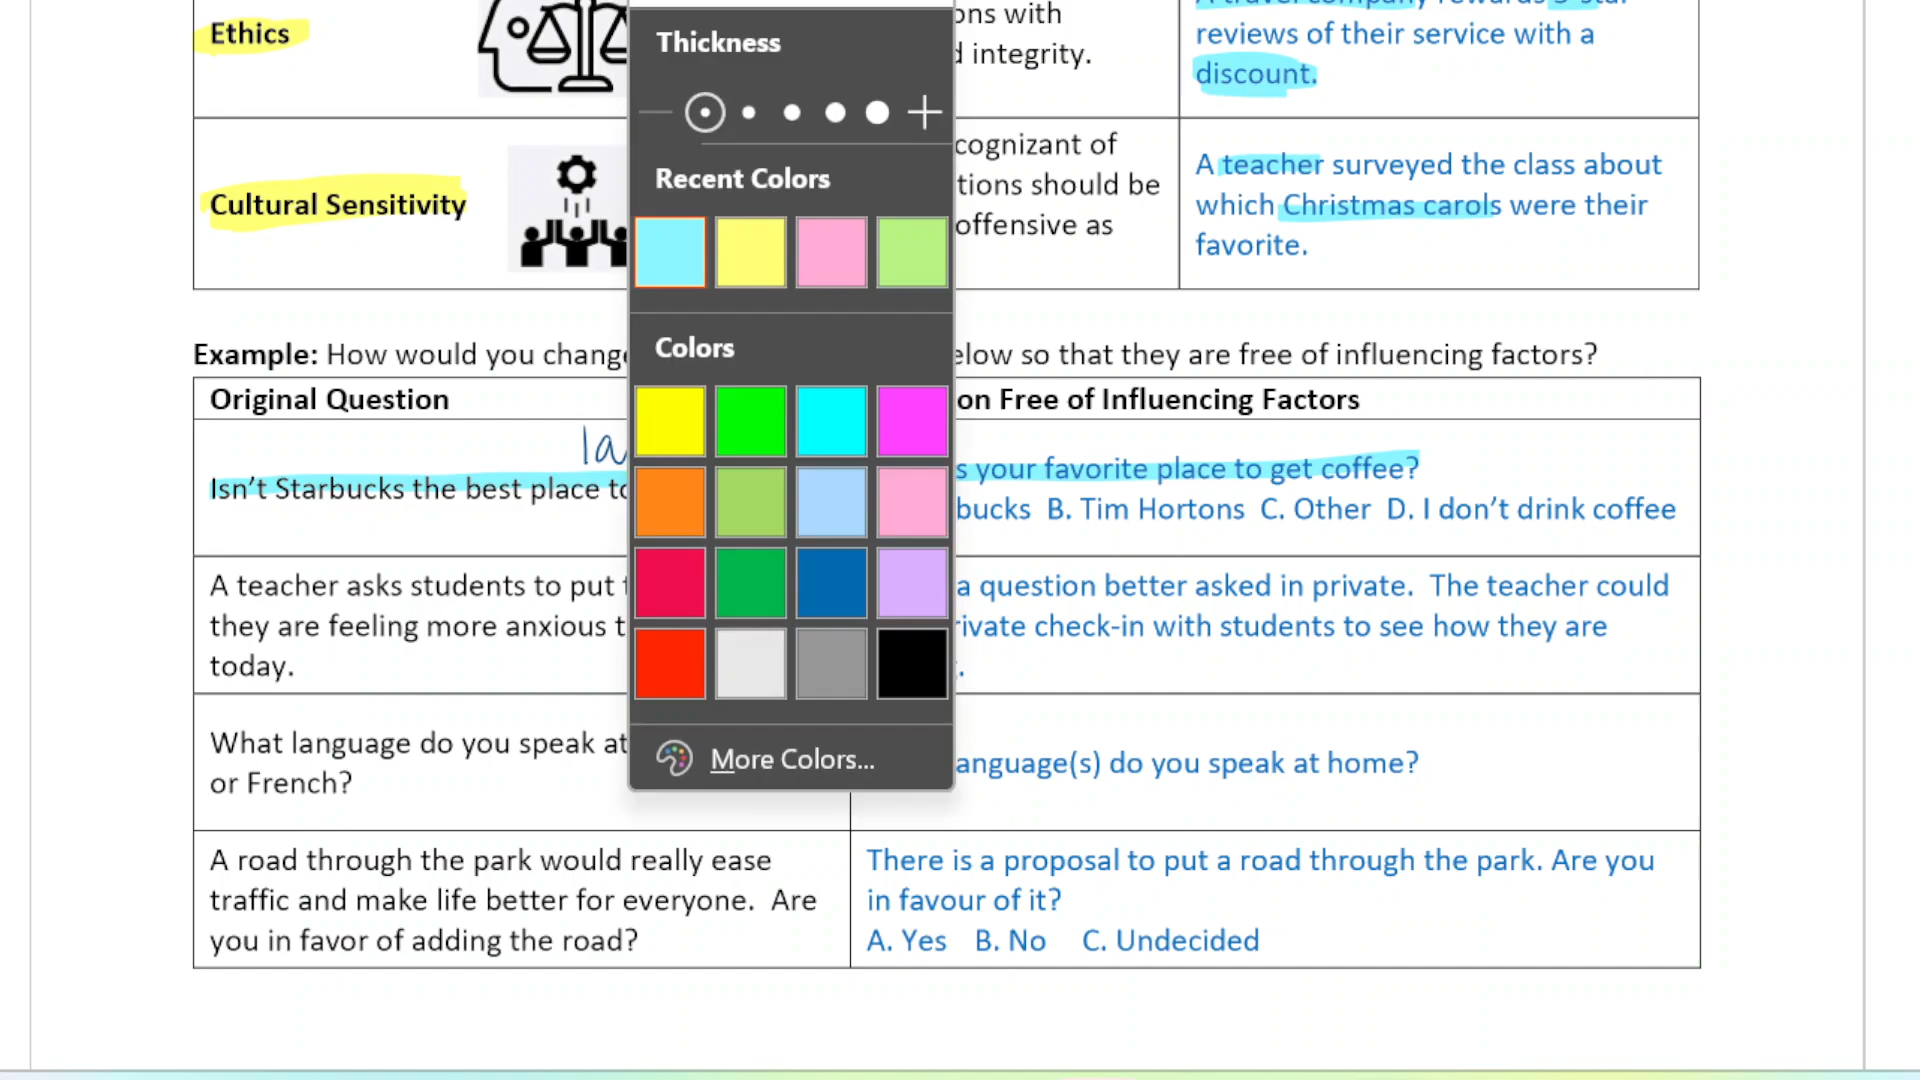 Ethics
ons with
d integrity.
A travel company rewards 5-star
reviews of their service with a
discount.
Cultural Sensitivity
cognizant of
tions should be
offensive as
A teacher surveyed the class about
which Christmas carols were their
favorite.
Thickness
Recent Colors
Colors
More Colors...
Example: How would you change
elow so that they are free of influencing factors?
Original Question
on Free of Influencing Factors
la
Isn't Starbucks the best place to
s your favorite place to get coffee?
bucks B. Tim Hortons C. Other D. I don't drink coffee
A teacher asks students to put
they are feeling more anxious
today.
a question better asked in private. The teacher could
rivate check-in with students to see how they are
What language do you speak at
or French?
anguage(s) do you speak at home?
A road through the park would really ease
traffic and make life better for everyone. Are
you in favor of adding the road?
There is a proposal to put a road through the park. Are you
in favour of it?
A. Yes B. No C. Undecided